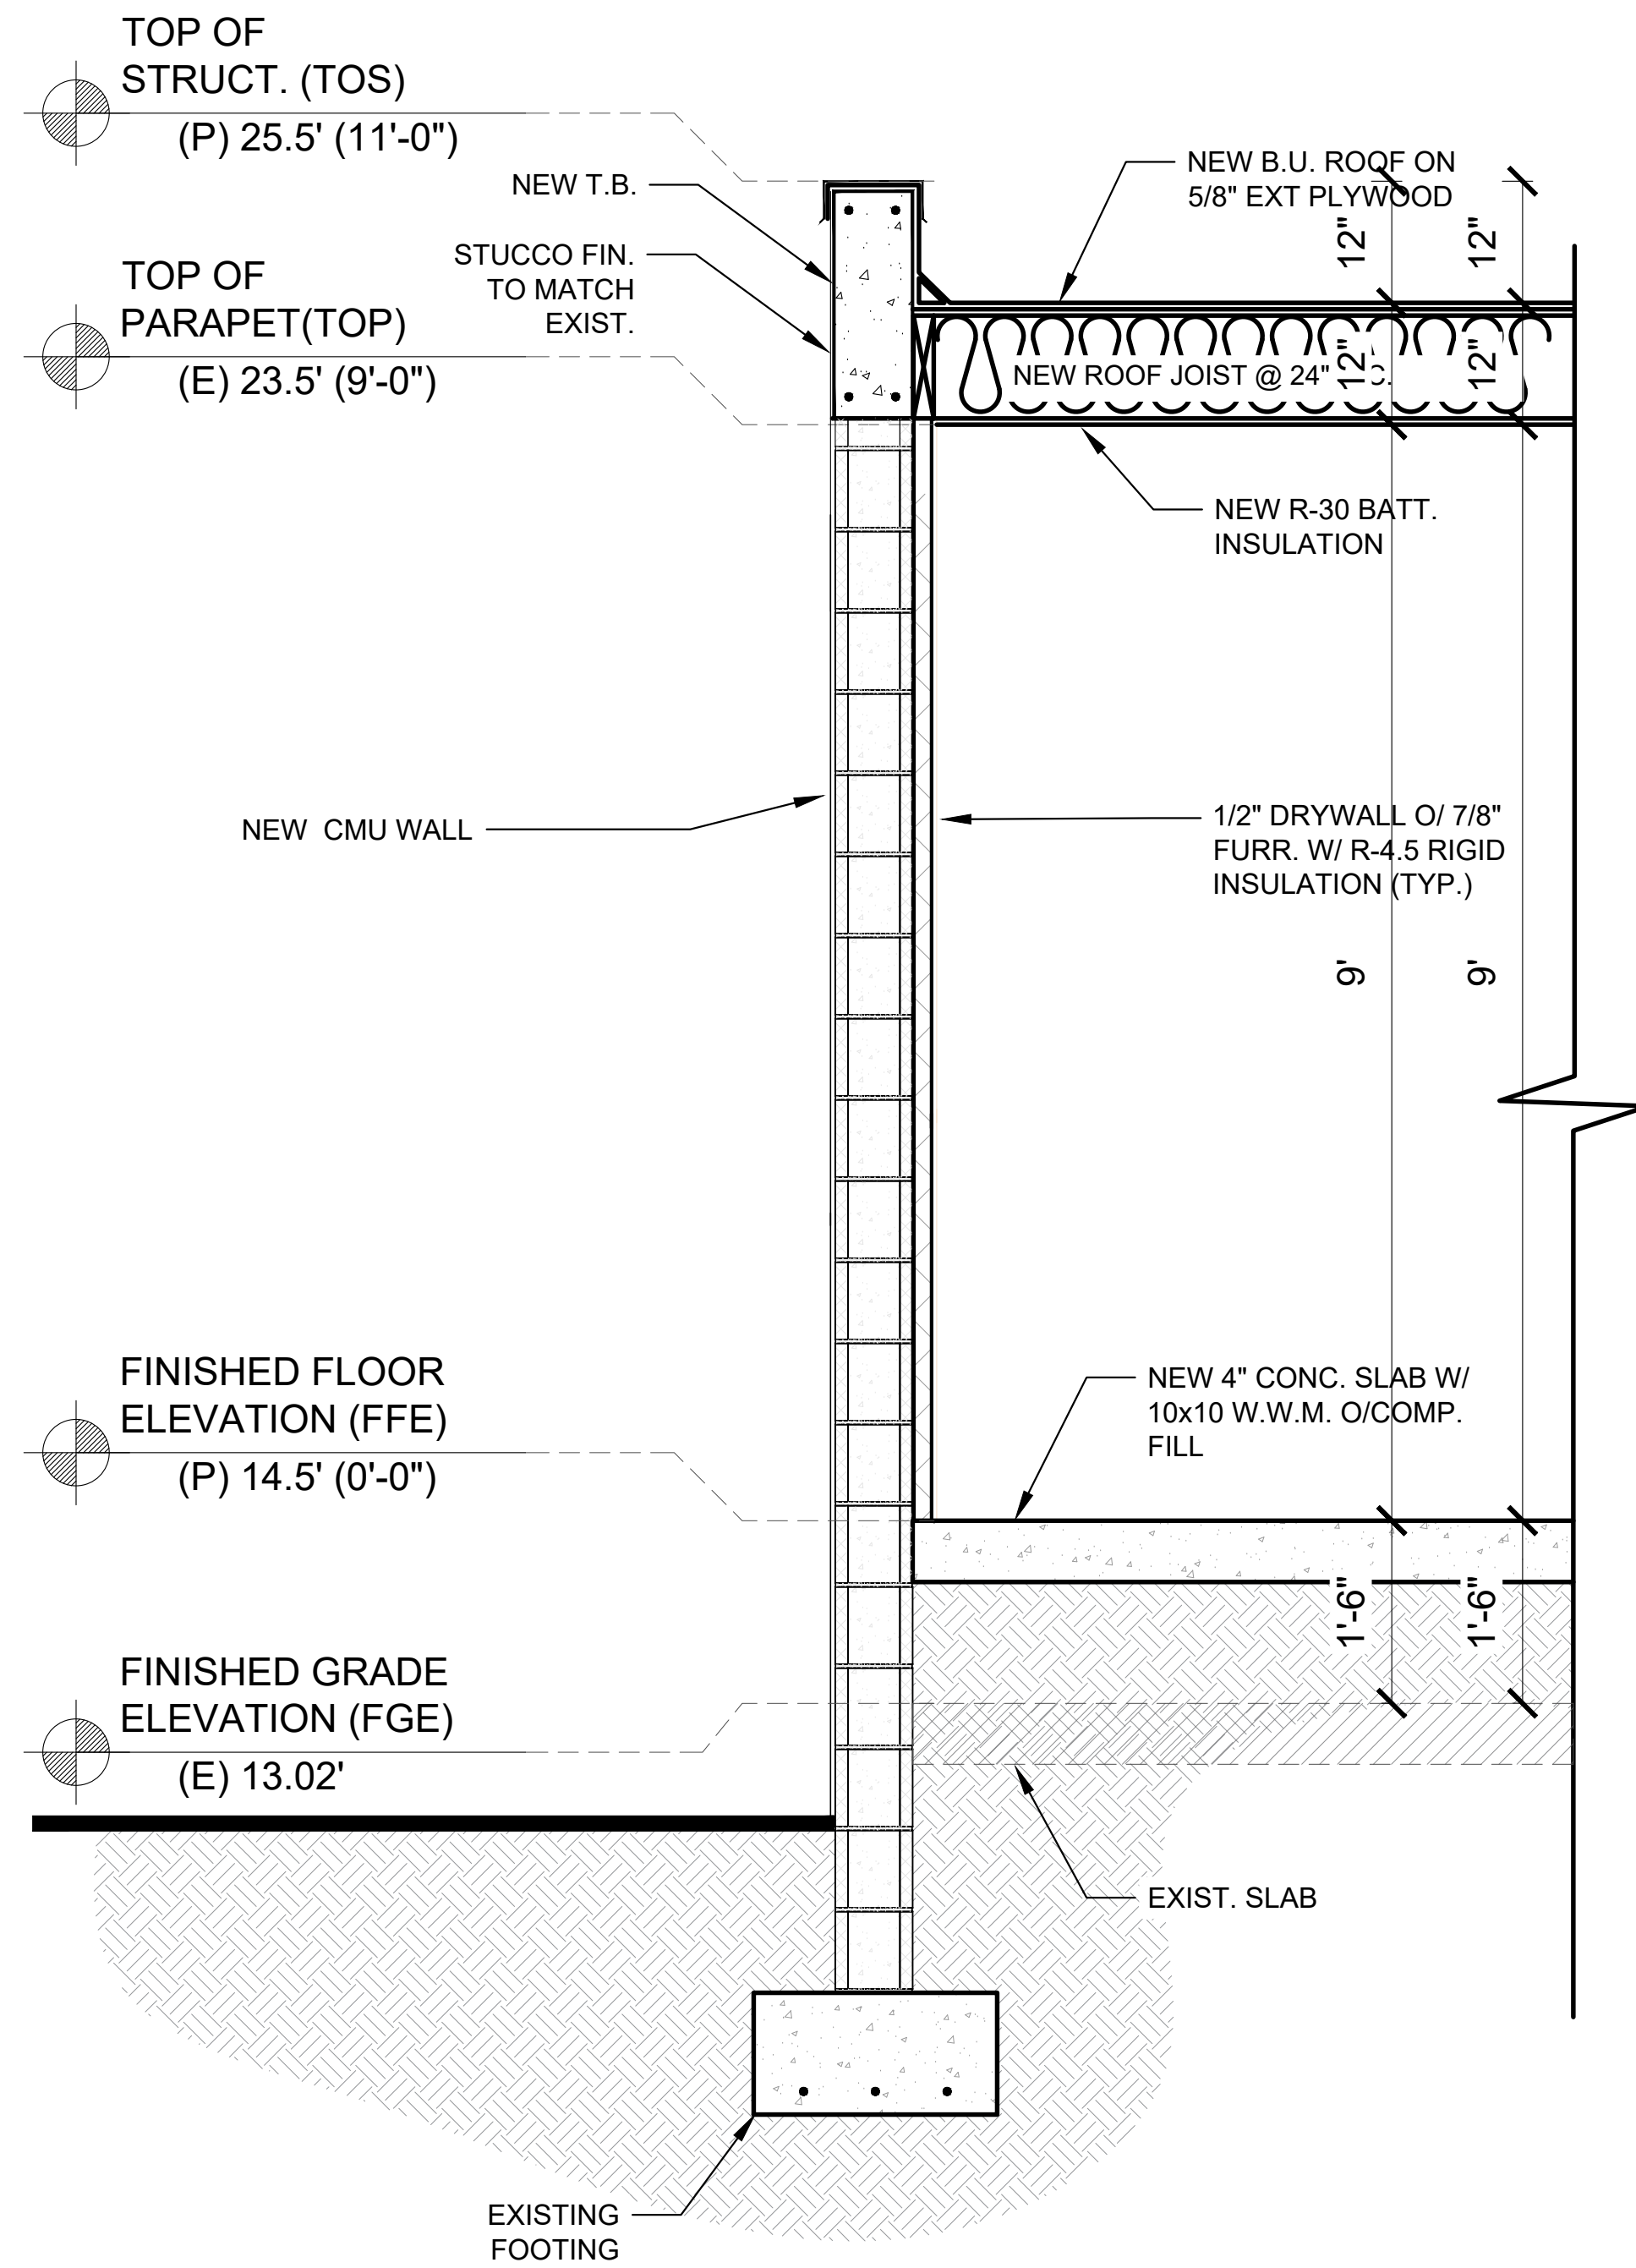 TOP OF
STRUCT. (TOS)
(P) 25.5' (11'-0")
NEW T.B.
STUCCO FIN.
TO MATCH
EXIST.
NEW B.U. ROOF ON
5/8" EXT PLYWOOD
12"
12"
TOP OF
PARAPET(TOP)
(E) 23.5' (9'-0")
NEW ROOF JOIST @ 24" C.
12"
12"
NEW R-30 BATT.
INSULATION
NEW CMU WALL
1/2" DRYWALL O/ 7/8"
FURR. W/ R-4.5 RIGID
INSULATION (TYP.)
9'
9'
FINISHED FLOOR
ELEVATION (FFE)
(P) 14.5' (0'-0")
NEW 4" CONC. SLAB W/
10x10 W.W.M. O/COMP.
FILL
1'-6"
1'-6"
FINISHED GRADE
ELEVATION (FGE)
(E) 13.02'
EXIST. SLAB
EXISTING
FOOTING